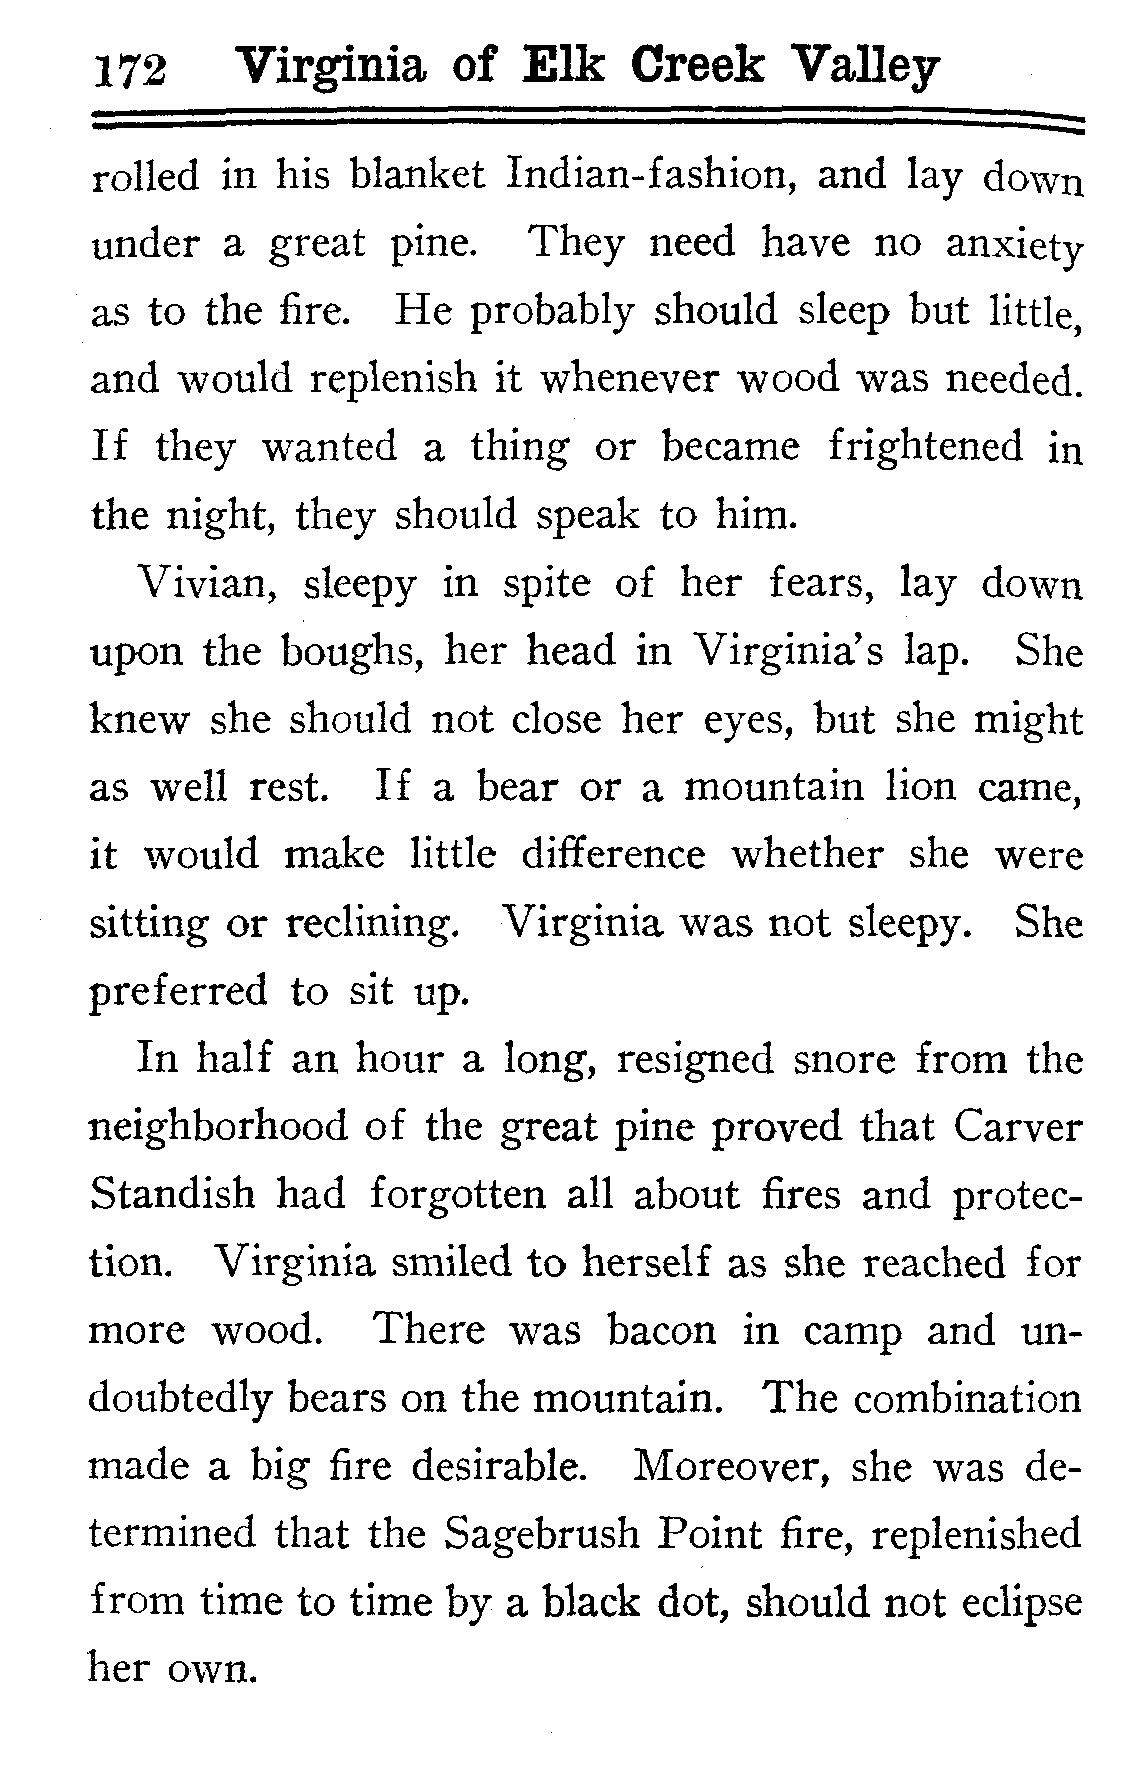 172 Virginia of Elk Creek Valley
rolled in his blanket Indian-fashion, and lay down
under a great pine. They need have no anxiety
as to the fire. He probably should sleep but little,
and would replenish it whenever wood was needed.
If they wanted a thing or became frightened in
the night, they should speak to him.
Vivian, sleepy in spite of her fears, lay down
upon the boughs, her head in Virginia's lap. She
knew she should not close her eyes, but she might
as well rest. If a bear or a mountain lion came,
it would make little difference whether she were
sitting or reclining. Virginia was not sleepy. She
preferred to sit up.
In half an hour a long, resigned snore from the
neighborhood of the great pine proved that Carver
Standish had forgotten all about fires and protec-
tion. Virginia smiled to herself as she reached for
more wood. There was bacon in camp and un-
doubtedly bears on the mountain. The combination
made a big fire desirable. Moreover, she was de-
termined that the Sagebrush Point fire, replenished
from time to time by a black dot, should not eclipse
her own.